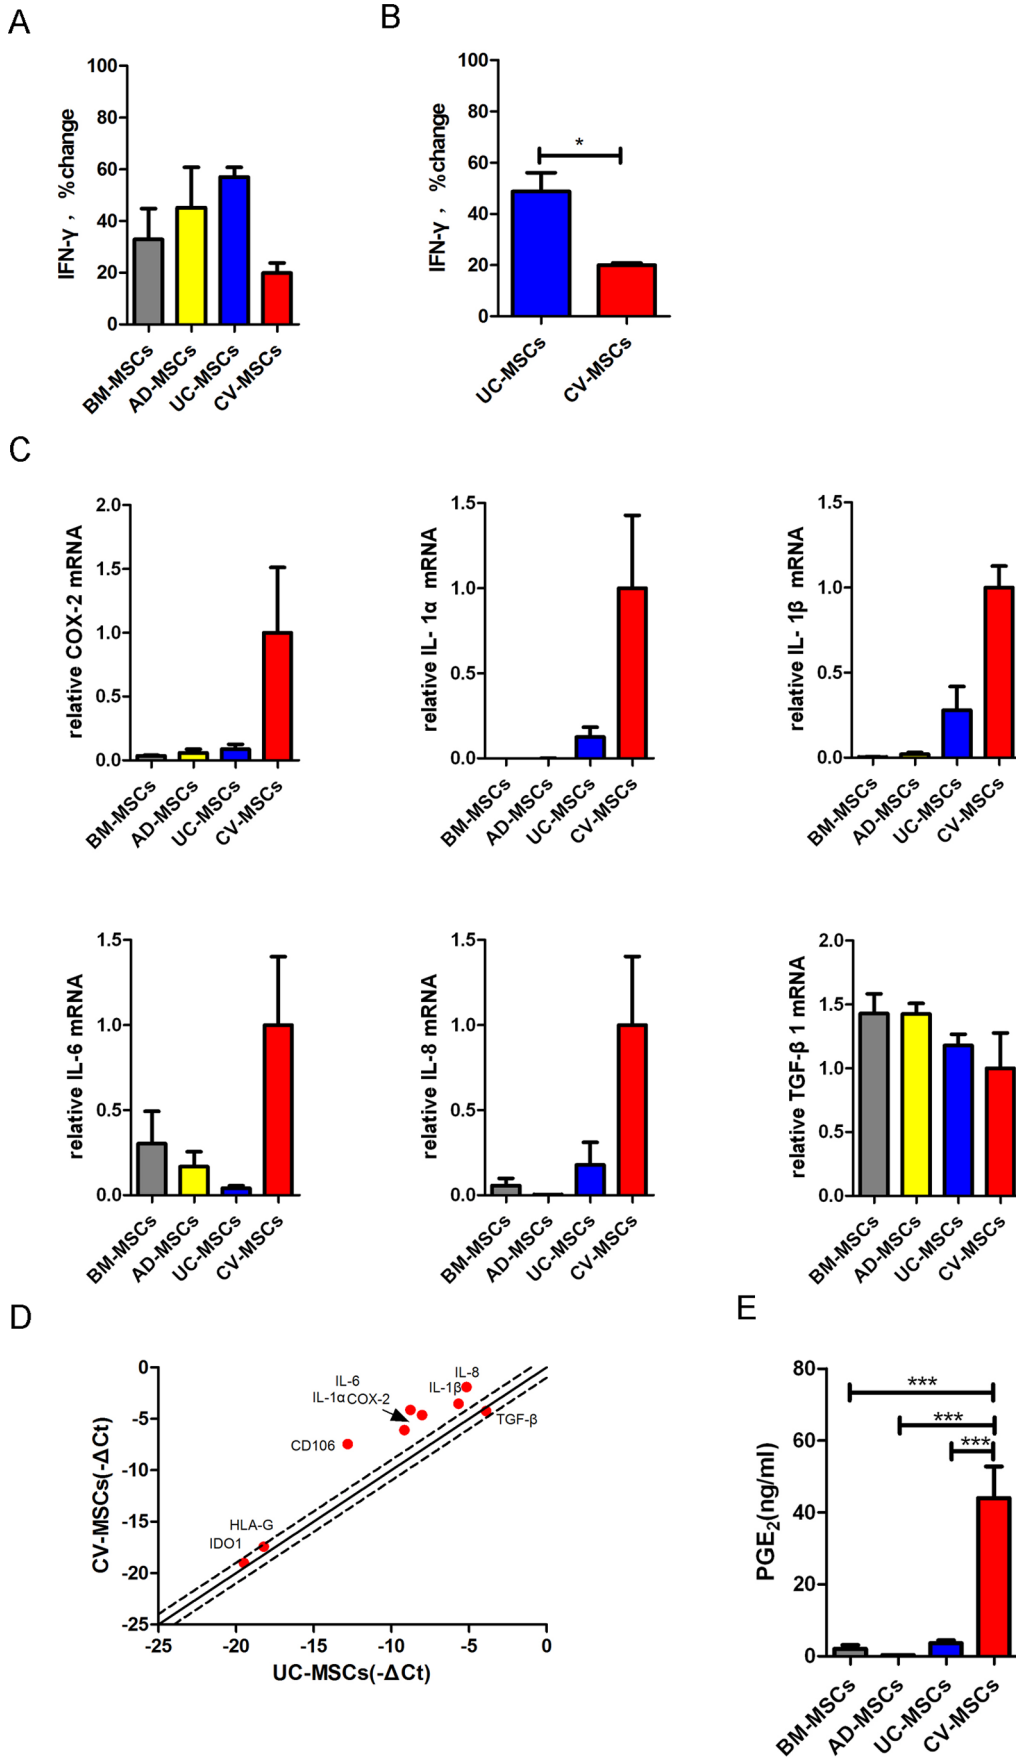 A
B
100
80
60
40
20
0
IFN-γ , %change
BM-MSCs
AD-MSCs
UC-MSCs
CV-MSCs
100
80
60
40
20
0
IFN-γ , %change
*
UC-MSCs
CV-MSCs
C
2.0
1.5
1.0
0.5
0.0
relative COX-2 mRNA
BM-MSCs
AD-MSCs
UC-MSCs
CV-MSCs
1.5
1.0
0.5
0.0
relative IL- 1α mRNA
BM-MSCs
AD-MSCs
UC-MSCs
CV-MSCs
1.5
1.0
0.5
0.0
relative IL- 1β mRNA
BM-MSCs
AD-MSCs
UC-MSCs
CV-MSCs
1.5
1.0
0.5
0.0
relative IL-6 mRNA
BM-MSCs
AD-MSCs
UC-MSCs
CV-MSCs
1.5
1.0
0.5
0.0
relative IL-8 mRNA
BM-MSCs
AD-MSCs
UC-MSCs
CV-MSCs
2.0
1.5
1.0
0.5
0.0
relative TGF-β 1 mRNA
BM-MSCs
AD-MSCs
UC-MSCs
CV-MSCs
D
0
-5
-10
-15
-20
-25
CV-MSCs(-ΔCt)
IL-8
IL-6
IL-1β
IL-1α
COX-2
TGF-β
CD106
HLA-G
IDO1
-25
-20
-15
-10
-5
0
UC-MSCs(-ΔCt)
E
80
60
40
20
0
PGE₂(ng/ml)
***
***
***
BM-MSCs
AD-MSCs
UC-MSCs
CV-MSCs